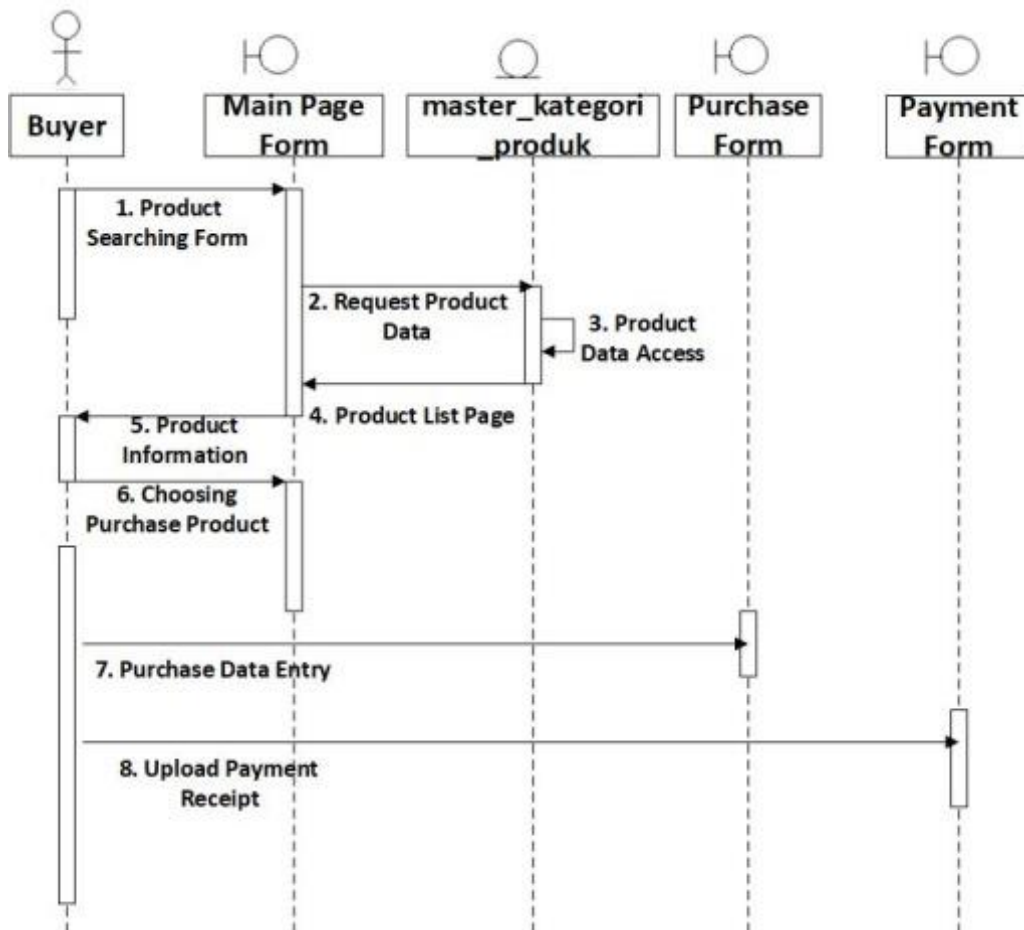 Buyer
Main Page
Form
master_kategori
_produk
Purchase
Form
Payment
Form
1. Product
Searching Form
2. Request Product
Data
3. Product
Data Access
4. Product List Page
5. Product
Information
6. Choosing
Purchase Product
7. Purchase Data Entry
8. Upload Payment
Receipt